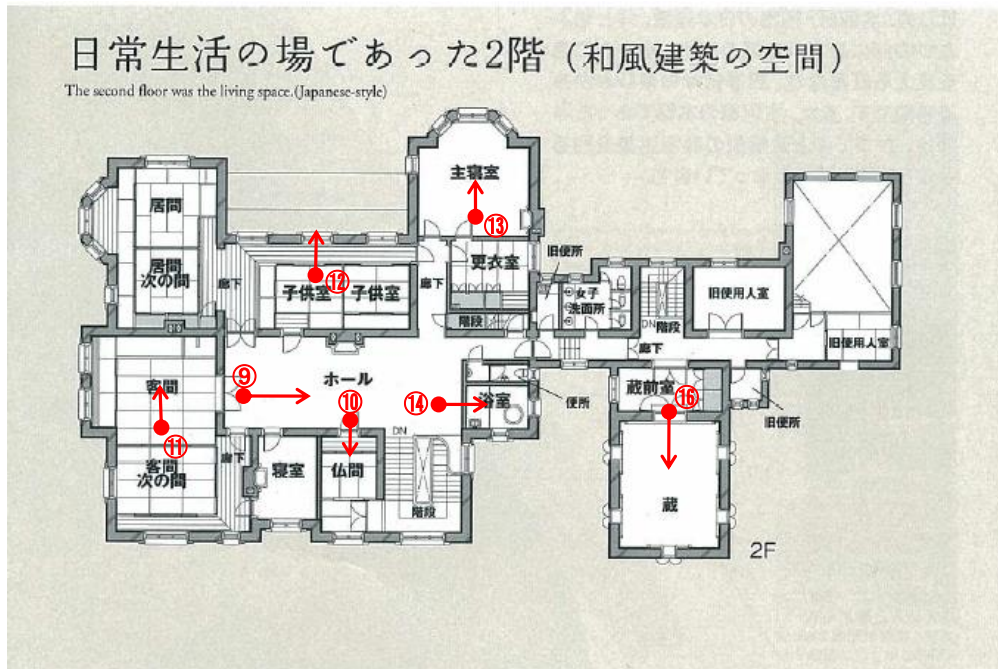 日常生活の場であった2階（和風建築の空間）
The second floor was the living space.(Japanese-style)
主寝室
⑬
居間
居間
次の間
廊下
⑫
子供室
子供室
廊下
更衣室
旧便所
女子
洗面所
DN
階段
旧使用人室
階段
廊下
旧使用人室
⑨
ホール
客間
⑩
⑭
浴室
便所
蔵前室
⑯
旧便所
⑪
客間
次の間
廊下
寝室
仏間
DN
階段
蔵
2F